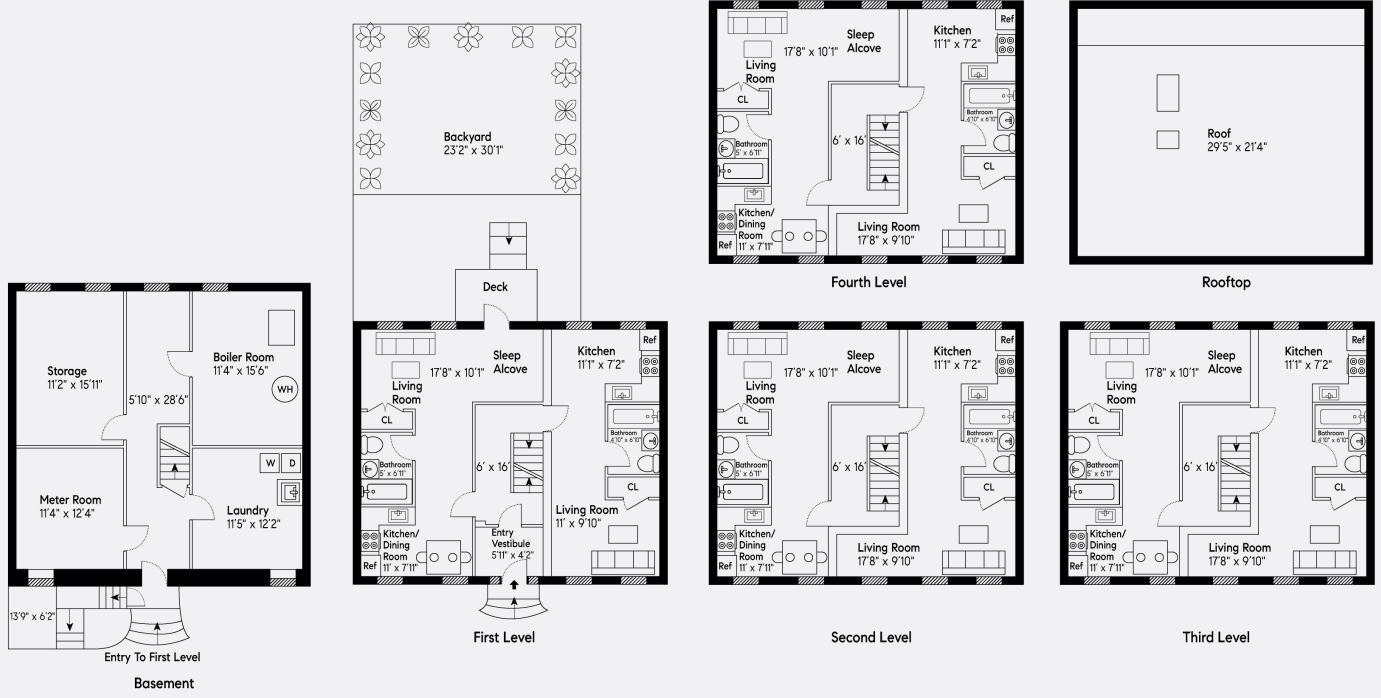 Storage
11'2" x 15'11"
5'10" x 28'6"
Boiler Room
11'4" x 15'6"
WH
Meter Room
11'4" x 12'4"
W
D
Laundry
11'5" x 12'2"
13'9" x 6'2"
Entry To First Level
Basement
Backyard
23'2" x 30'1"
Deck
Living
Room
17'8" x 10'1"
Sleep
Alcove
Kitchen
11'1" x 7'2"
Ref
CL
Bathroom
5' x 6'11"
6' x 16'
Bathroom
4'10" x 6'10"
CL
Kitchen/
Dining
Room
11' x 7'11"
Ref
Entry
Vestibule
5'11" x 4'2"
Living Room
11' x 9'10"
First Level
Living
Room
17'8" x 10'1"
Sleep
Alcove
Kitchen
11'1" x 7'2"
Ref
CL
Bathroom
5' x 6'11"
6' x 16'
Bathroom
4'10" x 6'10"
CL
Kitchen/
Dining
Room
11' x 7'11"
Ref
Living Room
17'8" x 9'10"
Fourth Level
Roof
29'5" x 21'4"
Rooftop
Living
Room
17'8" x 10'1"
Sleep
Alcove
Kitchen
11'1" x 7'2"
Ref
CL
Bathroom
5' x 6'11"
6' x 16'
Bathroom
4'10" x 6'10"
CL
Kitchen/
Dining
Room
11' x 7'11"
Ref
Living Room
17'8" x 9'10"
Second Level
Living
Room
17'8" x 10'1"
Sleep
Alcove
Kitchen
11'1" x 7'2"
Ref
CL
Bathroom
5' x 6'11"
6' x 16'
Bathroom
4'10" x 6'10"
CL
Kitchen/
Dining
Room
11' x 7'11"
Ref
Living Room
17'8" x 9'10"
Third Level